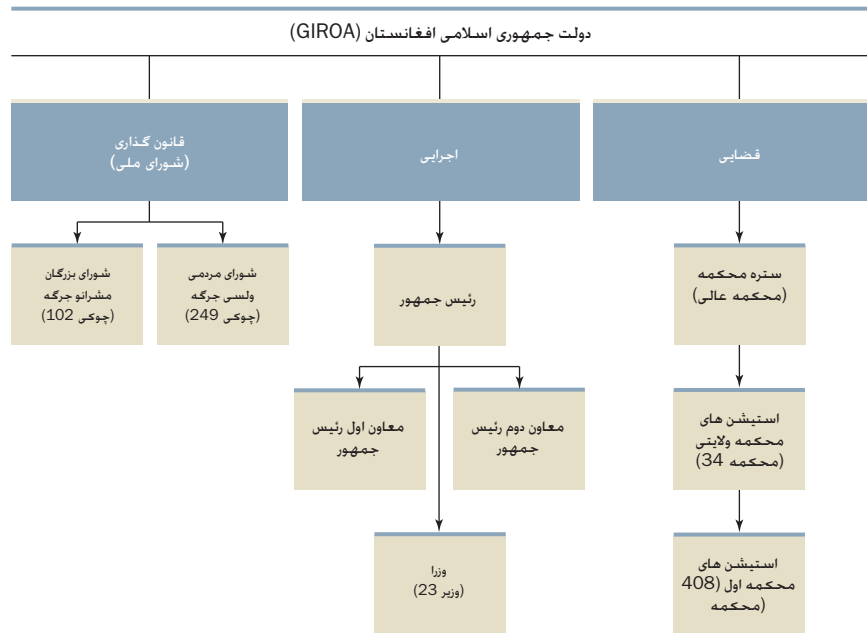 دولت جمهوری اسلامی افغانستان (GIROA)
قضایی
اجرایی
قانون گذاری
(شورای ملی)
ستره محکمه
(محکمه عالی)
رئیس جمهور
شورای مردمی
ولسی جرگه
(چوکی 249)
شورای بزرگان
مشرانو جرگه
(چوکی 102)
استیشن های
محکمه ولایتی
(محکمه 34)
معاون دوم رئیس
جمهور
معاون اول رئیس
جمهور
استیشن های
محکمه اول (408
محکمه)
وزرا
(وزیر 23)